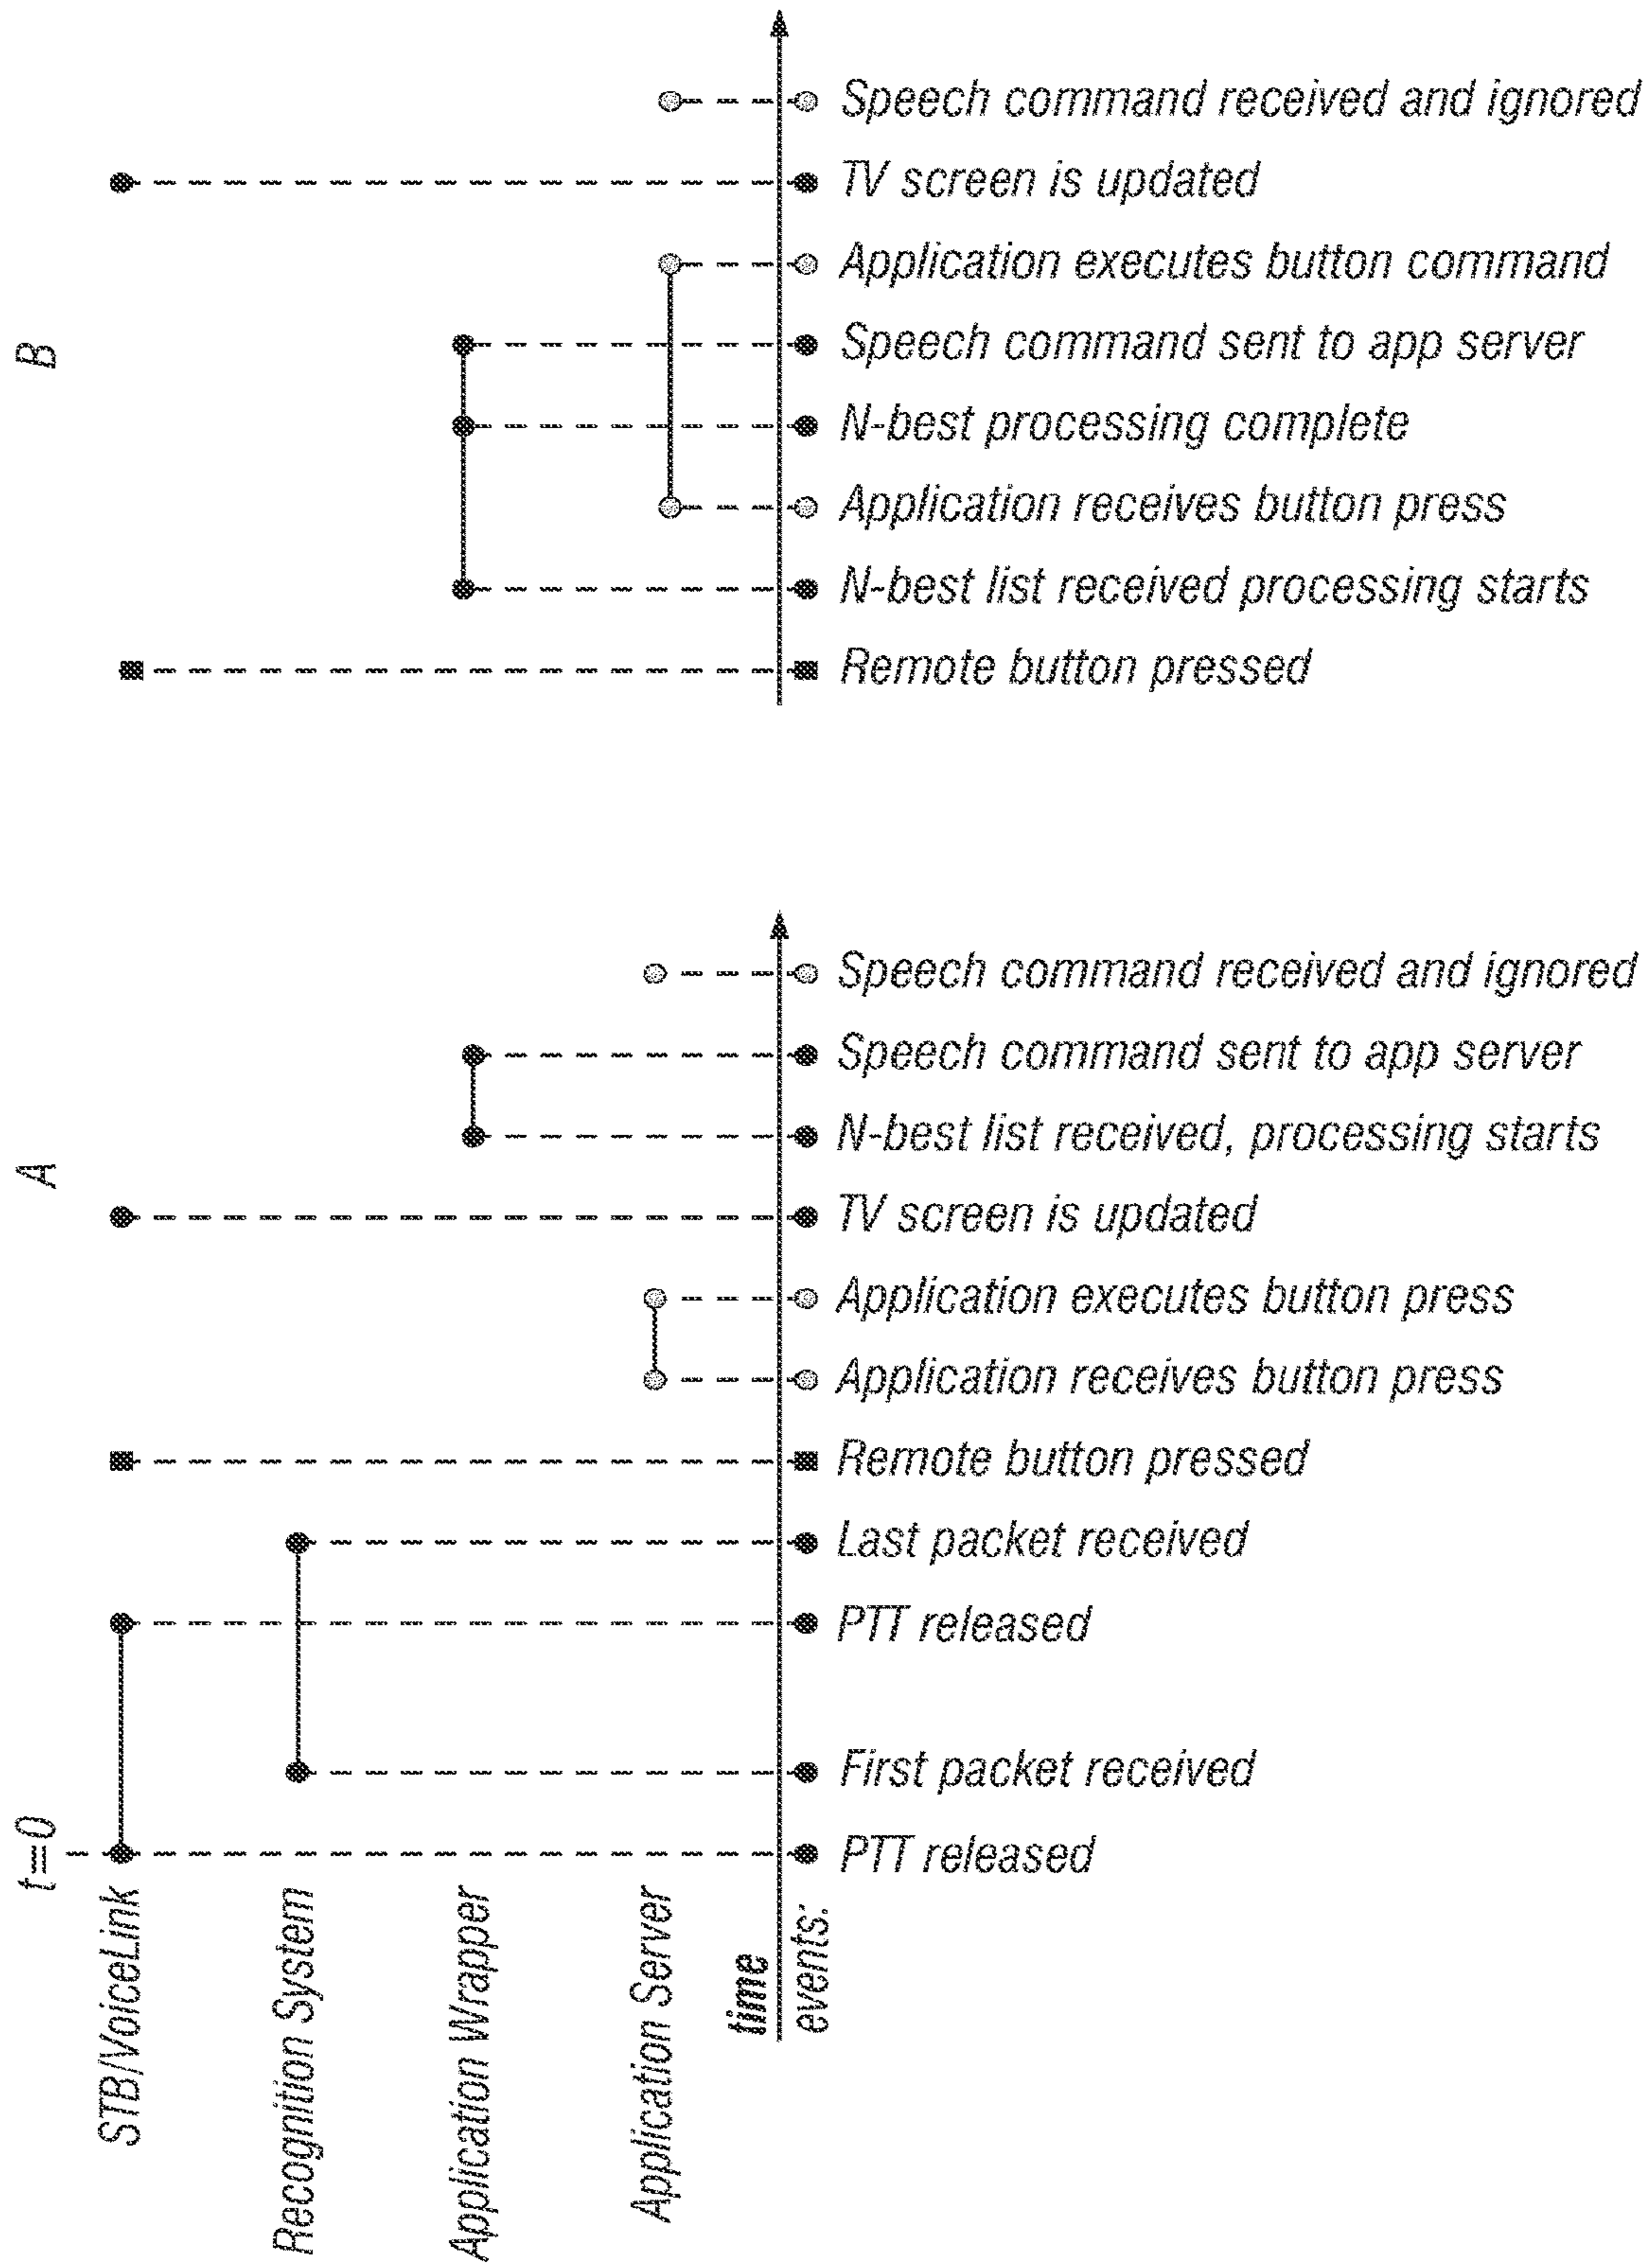 B
Speech command received and ignored
TV screen is updated
Application executes button command
Speech command sent to app server
N-best processing complete
Application receives button press
N-best list received processing starts
Remote button pressed
A
Speech command received and ignored
Speech command sent to app server
N-best list received, processing starts
TV screen is updated
Application executes button press
Application receives button press
Remote button pressed
Last packet received
PTT released
First packet received
t=0
PTT released
STB/VoiceLink
Recognition System
Application Wrapper
Application Server
time
events: